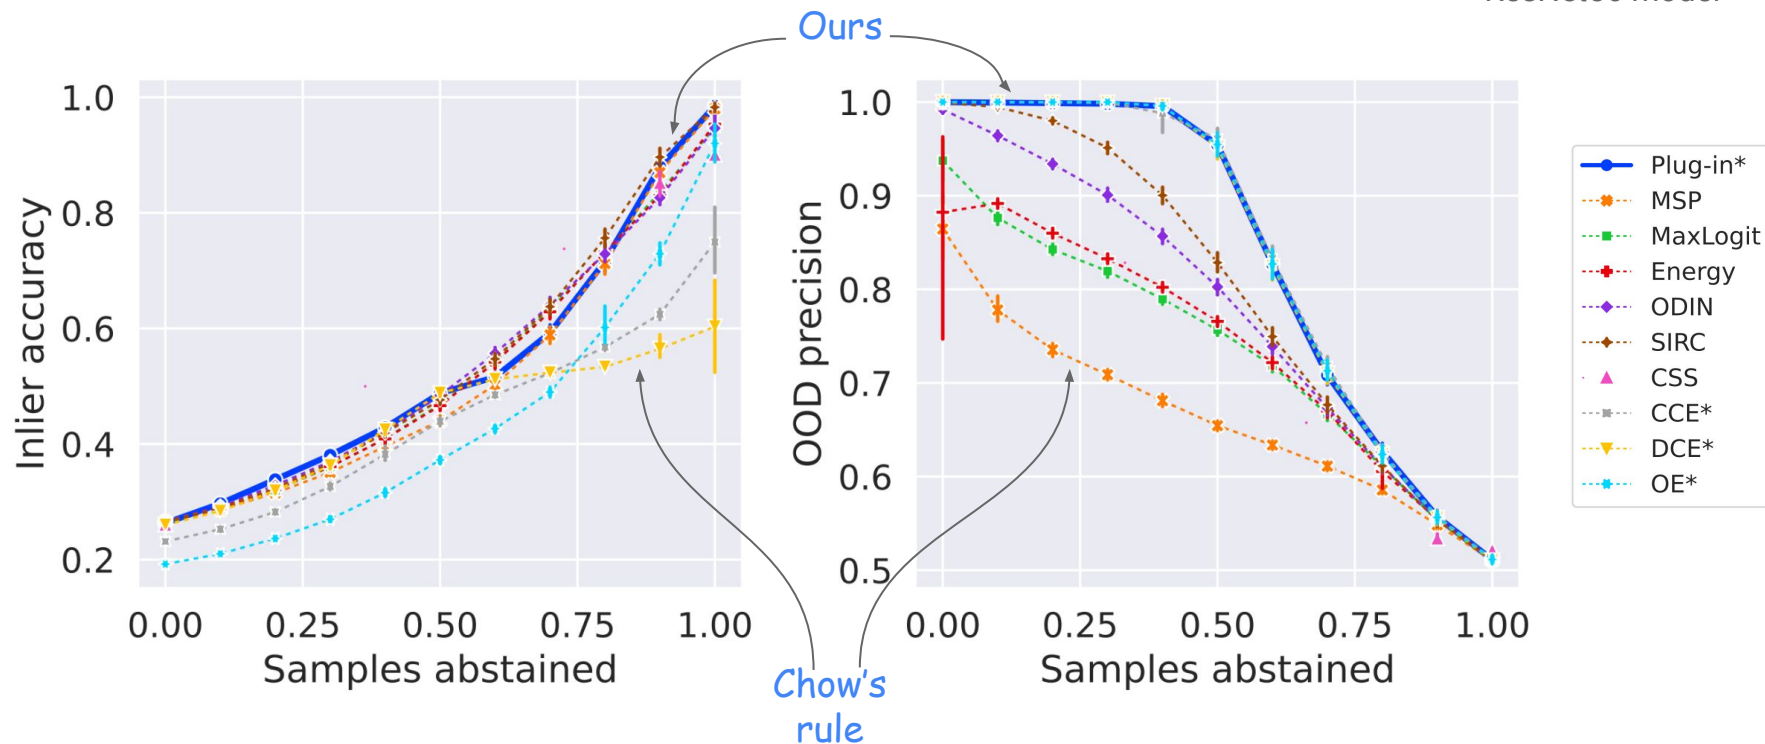 Ours
1.0
0.8
0.6
0.4
0.2
Inlier accuracy
0.00 0.25 0.50 0.75 1.00
Samples abstained
1.0
0.9
0.8
0.7
0.6
0.5
OOD precision
0.00 0.25 0.50 0.75 1.00
Samples abstained
Plug-in*
MSP
MaxLogit
Energy
ODIN
SIRC
CSS
CCE*
DCE*
OE*
Chow's
rule